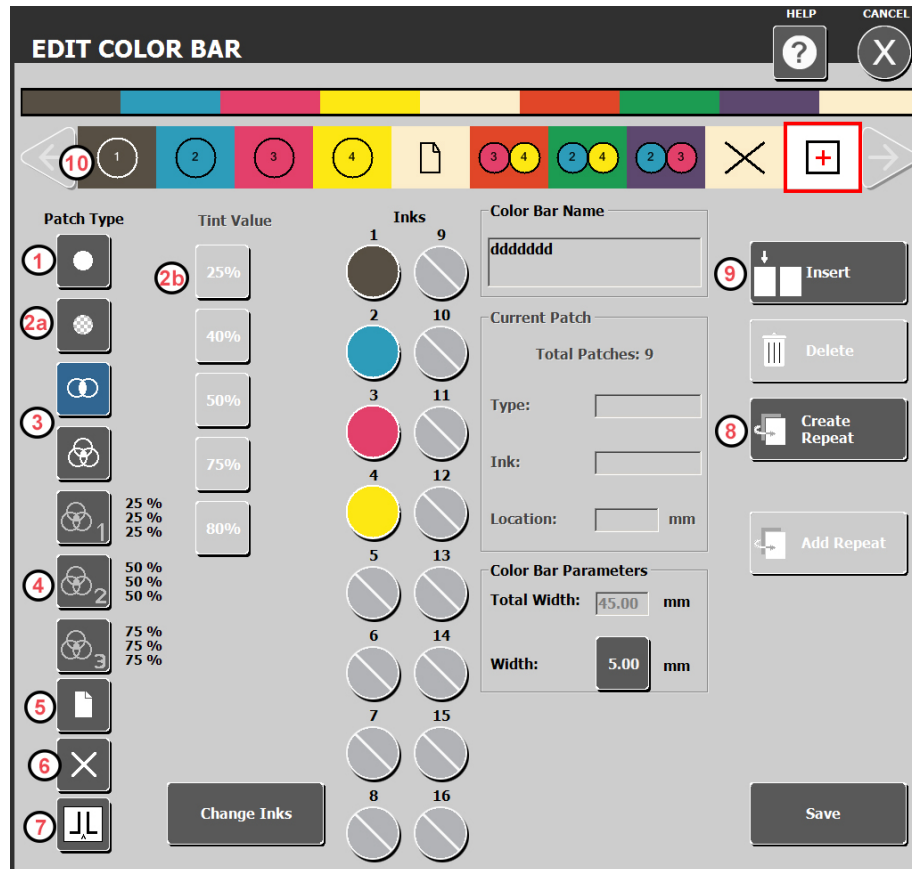 HELP CANCEL
EDIT COLOR BAR
? X
10 1 2 3 4 3 4 2 4 2 3
Patch Type Tint Value Inks Color Bar Name
1 9
ddddddd
1 2b 25% 9 Insert
2 10
2a 40% Current Patch
Total Patches: 9 Delete
3 11
3 50% Type: 8 Create
Repeat
75% Ink:
4 12
1 25 % 80% Location: mm Add Repeat
25 %
25 %
5 13
4 2 50 % Color Bar Parameters
50 % Total Width: 45.00 mm
50 %
6 14
3 75 % Width: 5.00 mm
75 %
75 %
5
7 15
6
8 16
7 Change Inks Save